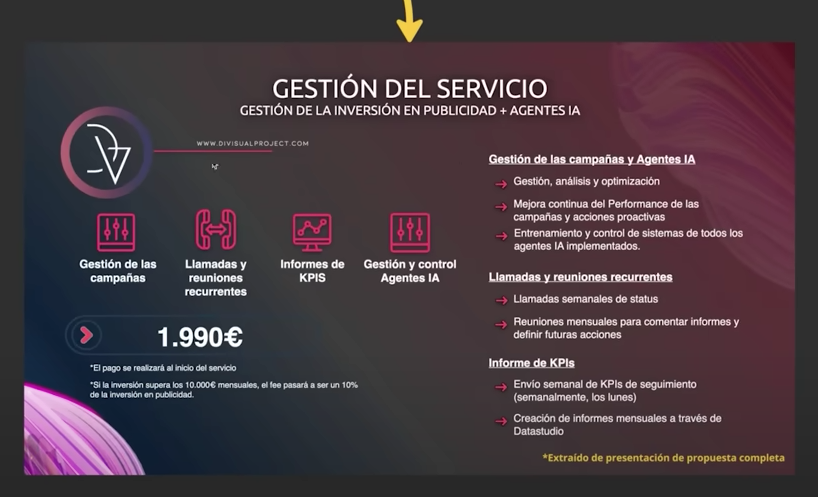 GESTIÓN DEL SERVICIO
GESTIÓN DE LA INVERSIÓN EN PUBLICIDAD + AGENTES IA
WWW.DIVISUALPROJECT.COM
Gestión de las
campañas
Llamadas y
reuniones
recurrentes
Informes de
KPIS
Gestión y control
Agentes IA
1.990€
*El pago se realizará al inicio del servicio
*Si la inversión supera los 10.000€ mensuales, el fee pasará a ser un 10%
de la inversión en publicidad.
Gestión de las campañas y Agentes IA
Gestión, análisis y optimización
Mejora continua del Performance de las
campañas y acciones proactivas
Entrenamiento y control de sistemas de todos los
agentes IA implementados.
Llamadas y reuniones recurrentes
Llamadas semanales de status
Reuniones mensuales para comentar informes y
definir futuras acciones
Informe de KPIs
Envío semanal de KPIs de seguimiento
(semanalmente, los lunes)
Creación de informes mensuales a través de
Datastudio
*Extraído de presentación de propuesta completa